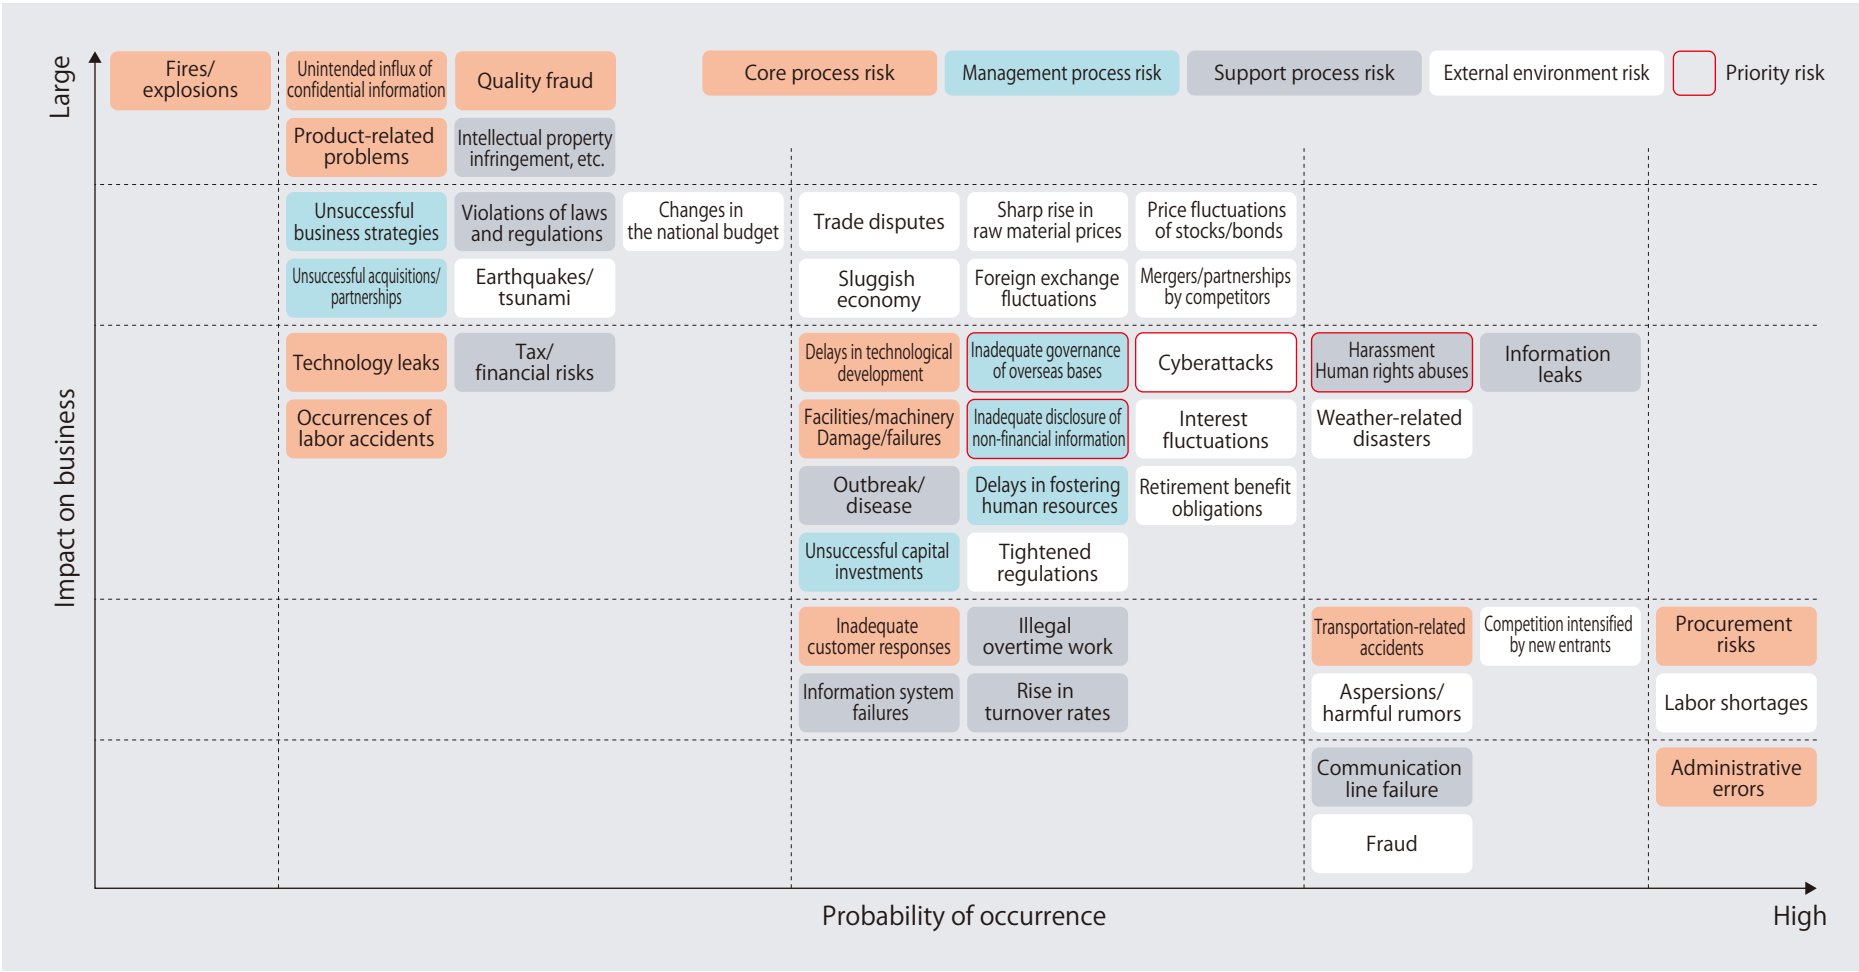 Large
Impact on business
Fires/
explosions
Unintended influx of
confidential information
Quality fraud
Core process risk
Management process risk
Support process risk
External environment risk
Priority risk
Product-related
problems
Intellectual property
infringement, etc.
Unsuccessful
business strategies
Violations of laws
and regulations
Changes in
the national budget
Trade disputes
Sharp rise in
raw material prices
Price fluctuations
of stocks/bonds
Unsuccessful acquisitions/
partnerships
Earthquakes/
tsunami
Sluggish
economy
Foreign exchange
fluctuations
Mergers/partnerships
by competitors
Technology leaks
Tax/
financial risks
Delays in technological
development
Inadequate governance
of overseas bases
Cyberattacks
Harassment
Human rights abuses
Information
leaks
Occurrences of
labor accidents
Facilities/machinery
Damage/failures
Inadequate disclosure of
non-financial information
Interest
fluctuations
Weather-related
disasters
Outbreak/
disease
Delays in fostering
human resources
Retirement benefit
obligations
Unsuccessful capital
investments
Tightened
regulations
Inadequate
customer responses
Illegal
overtime work
Transportation-related
accidents
Competition intensified
by new entrants
Procurement
risks
Information system
failures
Rise in
turnover rates
Aspersions/
harmful rumors
Labor shortages
Communication
line failure
Administrative
errors
Fraud
Probability of occurrence
High